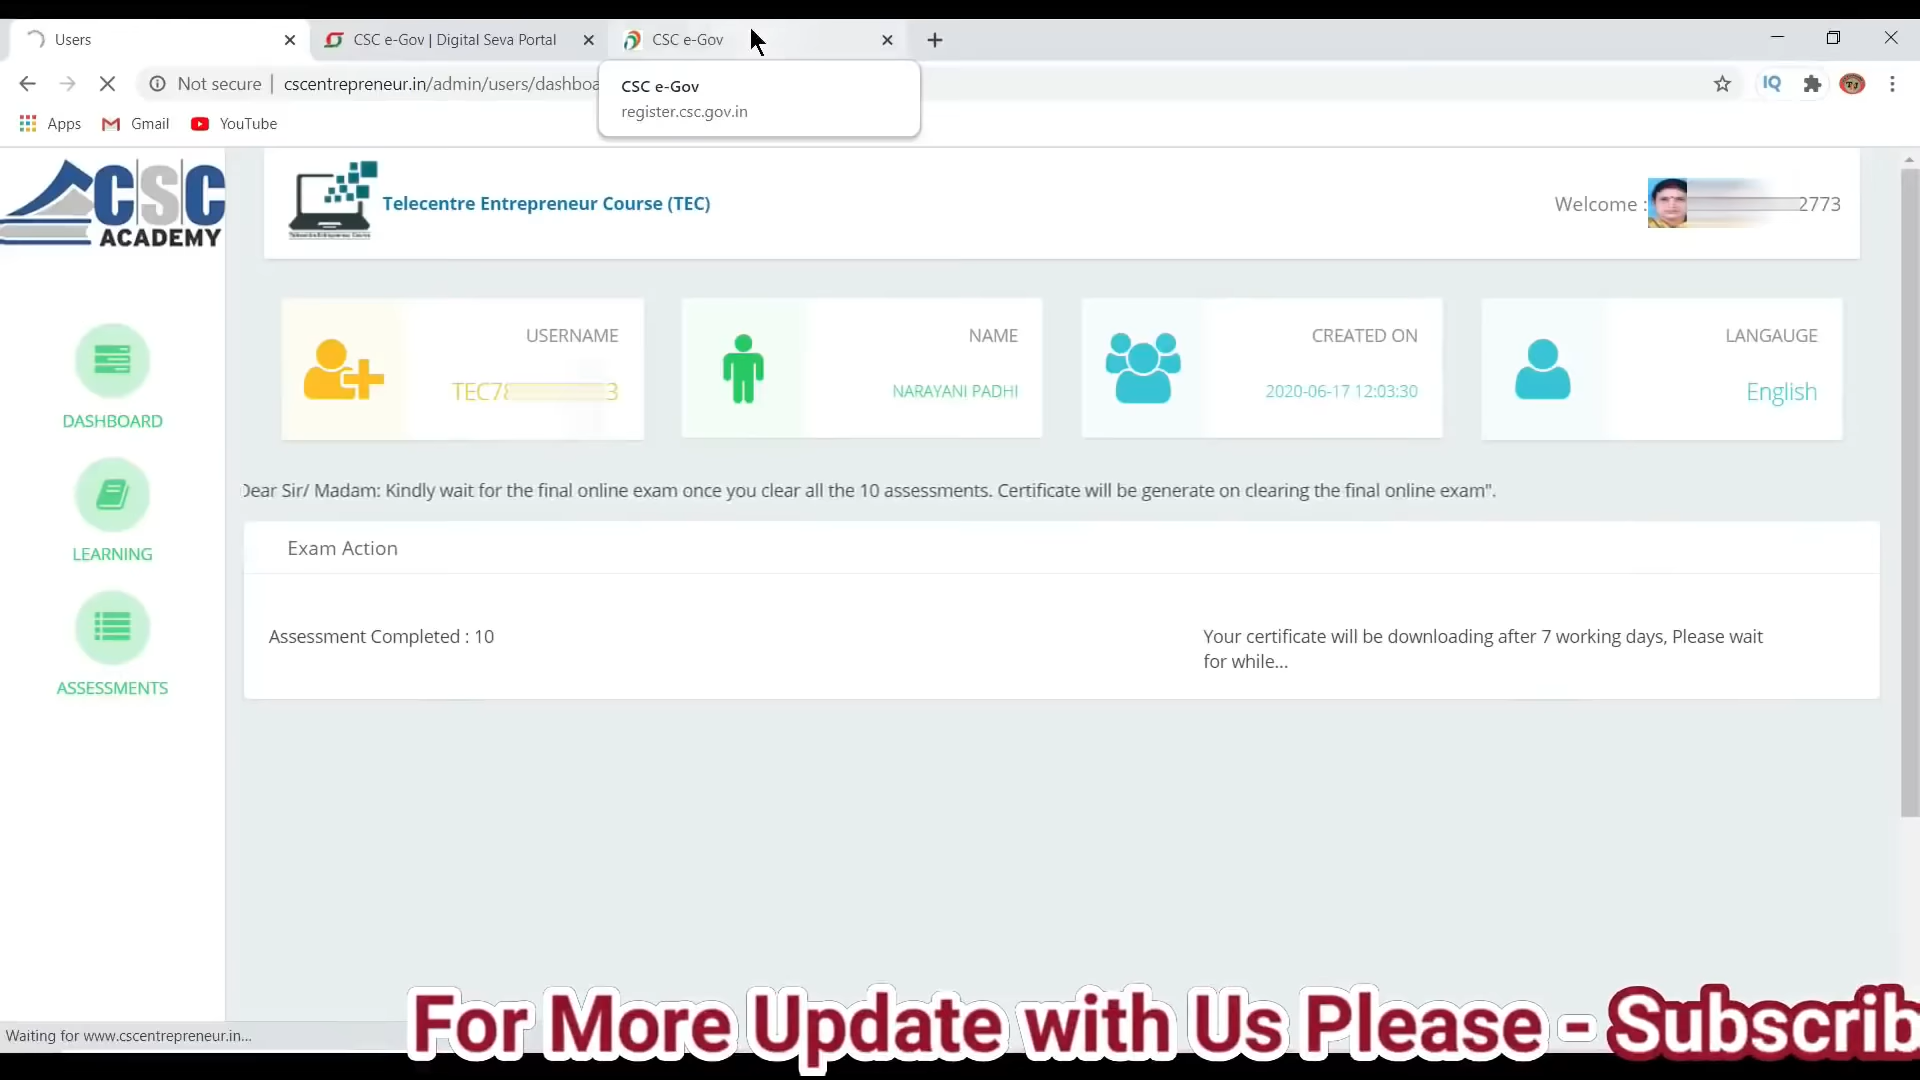 Users
CSC e-Gov | Digital Seva Portal
CSC e-Gov
Not secure
cscentrepreneur.in/admin/users/dashboa
CSC e-Gov
register.csc.gov.in
IQ
Apps
Gmail
YouTube
CSC
ACADEMY
Telecentre Entrepreneur Course (TEC)
Welcome :
2773
USERNAME
NAME
CREATED ON
LANGAUGE
TEC78
3
NARAYANI PADHI
2020-06-17 12:03:30
English
DASHBOARD
LEARNING
ASSESSMENTS
Dear Sir/ Madam: Kindly wait for the final online exam once you clear all the 10 assessments. Certificate will be generate on clearing the final online exam".
Exam Action
Assessment Completed : 10
Your certificate will be downloading after 7 working days, Please wait
for while...
Waiting for www.cscentrepreneur.in...
For More Update with Us Please - Subscrib